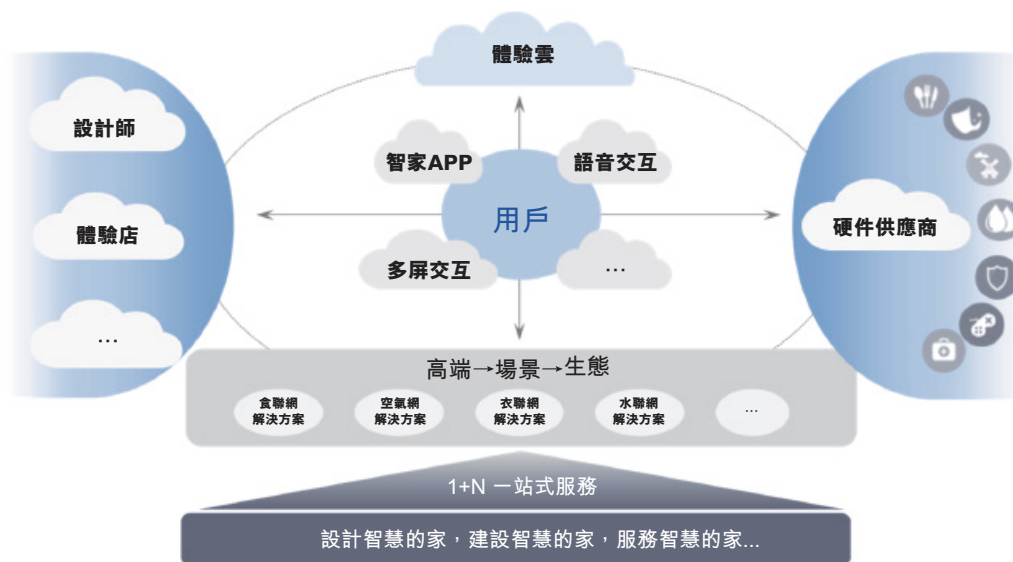 體驗雲
設計師
智家APP
語音交互
體驗店
用戶
硬件供應商
多屏交互
…
…
高端→場景→生態
食聯網
解決方案
空氣網
解決方案
衣聯網
解決方案
水聯網
解決方案
…
1+N 一站式服務
設計智慧的家，建設智慧的家，服務智慧的家...